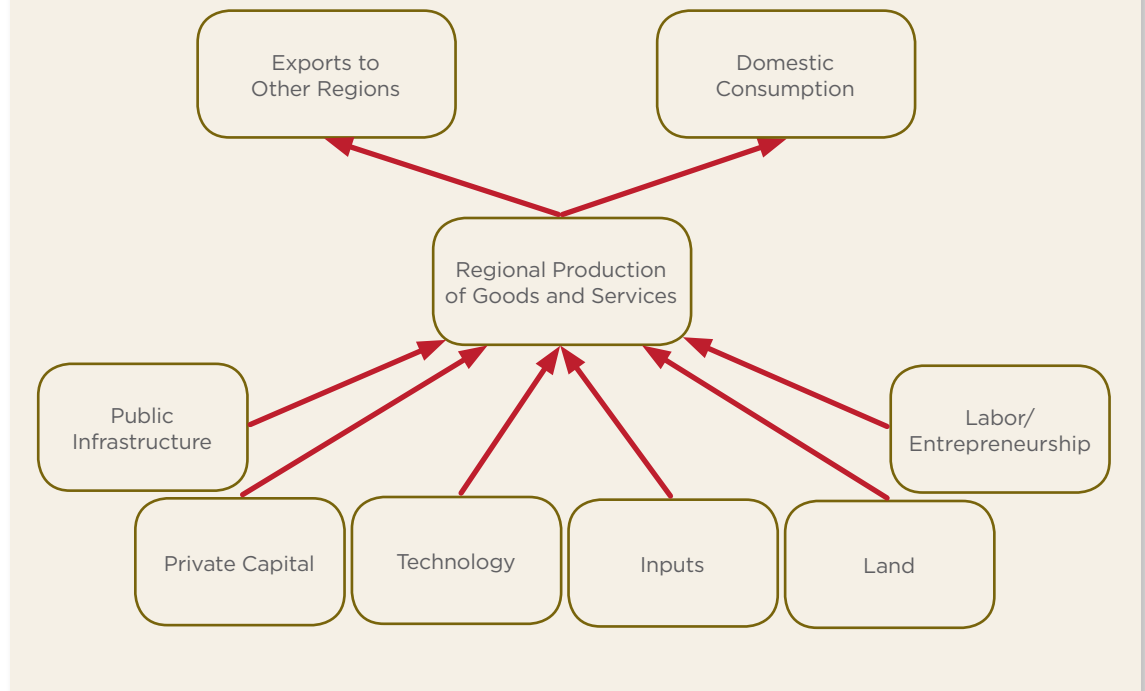 Exports to
Other Regions
Domestic
Consumption
Regional Production
of Goods and Services
Public
Infrastructure
Labor/
Entrepreneurship
Private Capital
Technology
Inputs
Land